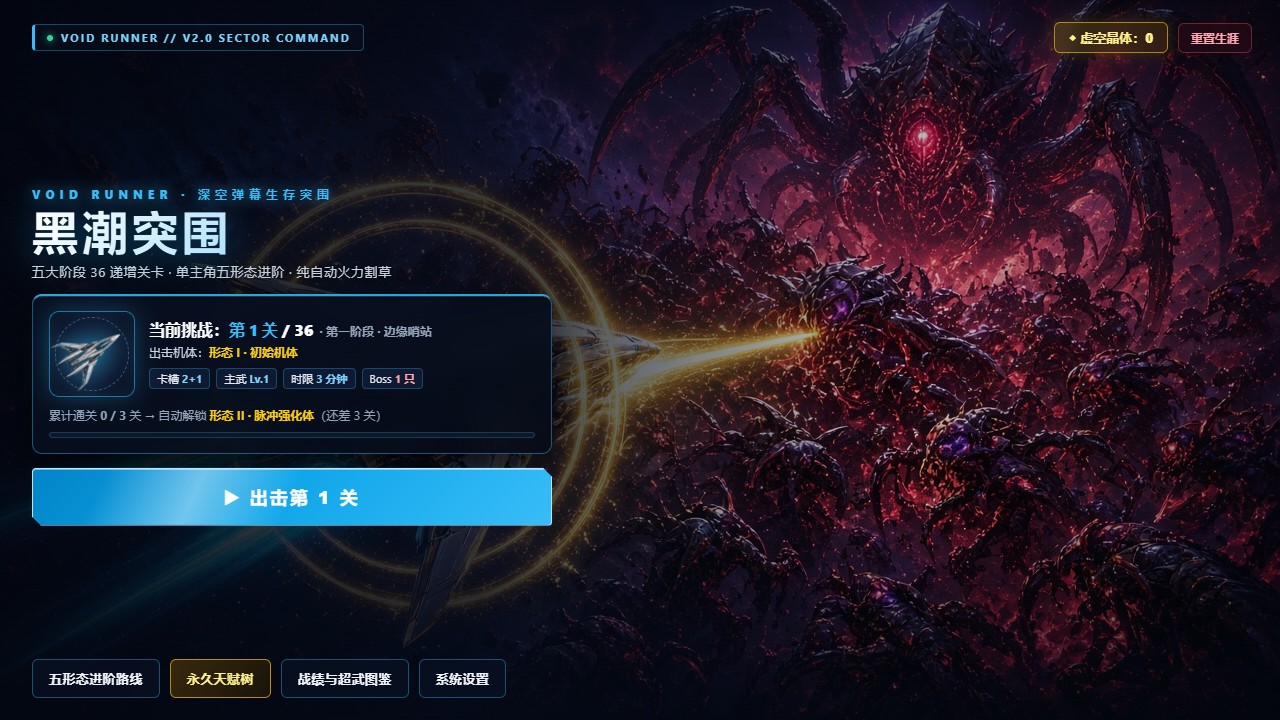 VOID RUNNER // V2.0 SECTOR COMMAND
虚空晶体: 0
重置生涯
VOID RUNNER · 深空弹幕生存突围
黑潮突围
五大阶段 36 递增关卡 · 单主角五形态进阶 · 纯自动火力割草
当前挑战: 第 1 关 / 36 · 第一阶段 · 边缘哨站
出击机体: 形态 I · 初始机体
卡槽 2+1
主武 Lv.1
时限 3 分钟
Boss 1 只
累计通关 0 / 3 关 → 自动解锁 形态 II · 脉冲强化体 (还差 3 关)
▶ 出击第 1 关
五形态进阶路线
永久天赋树
战术与超武图鉴
系统设置